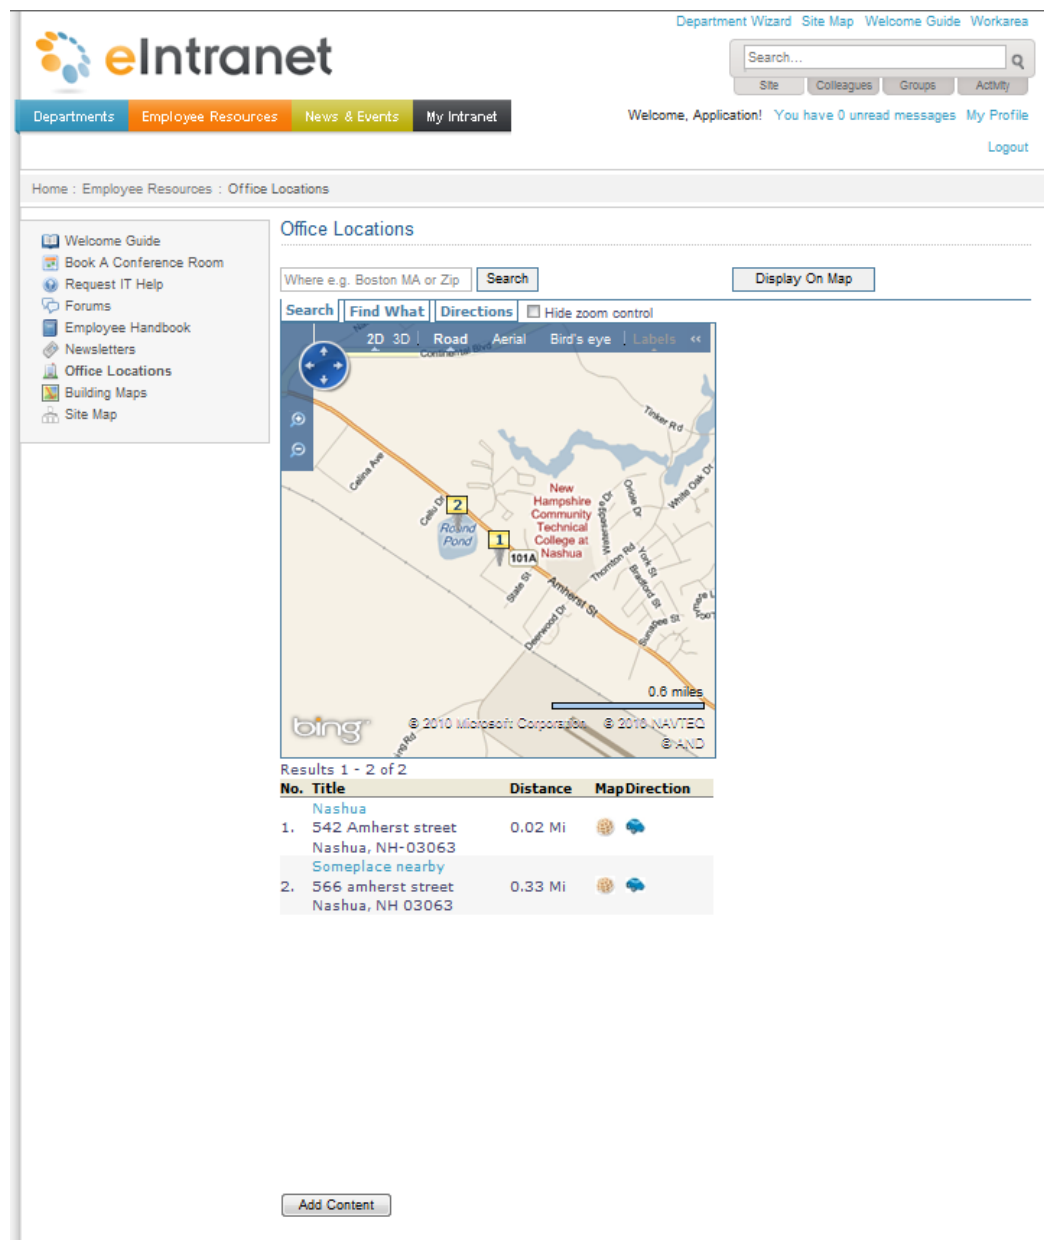 Department Wizard Site Map Welcome Guide Workarea
eIntranet
Search...
Site Colleagues Groups Activity
Departments Employee Resources News & Events My Intranet
Welcome, Application! You have 0 unread messages My Profile
Logout
Home : Employee Resources : Office Locations
Welcome Guide
Book A Conference Room
Request IT Help
Forums
Employee Handbook
Newsletters
Office Locations
Building Maps
Site Map
Office Locations
Where e.g. Boston MA or Zip Search Display On Map
Search Find What Directions Hide zoom control
2D 3D Road Aerial Bird's eye Labels <<
Continental Blvd
Tinker Rd
Celina Ave
White Oak Dr
Oriole Dr
Cellu Dr
2
Round
Pond
1
101A
New
Hampshire
Community
Technical
College at
Nashua
Watersedge Dr
Thornton Rd
York St
Bradford St
State St
Amherst St
Deerwood Dr
Sunapee St
0.6 miles
bing
© 2010 Microsoft Corporation © 2010 NAVTEQ
© AND
Results 1 - 2 of 2
No. Title Distance Map Direction
Nashua
1. 542 Amherst street 0.02 Mi
Nashua, NH-03063
Someplace nearby
2. 566 amherst street 0.33 Mi
Nashua, NH 03063
Add Content